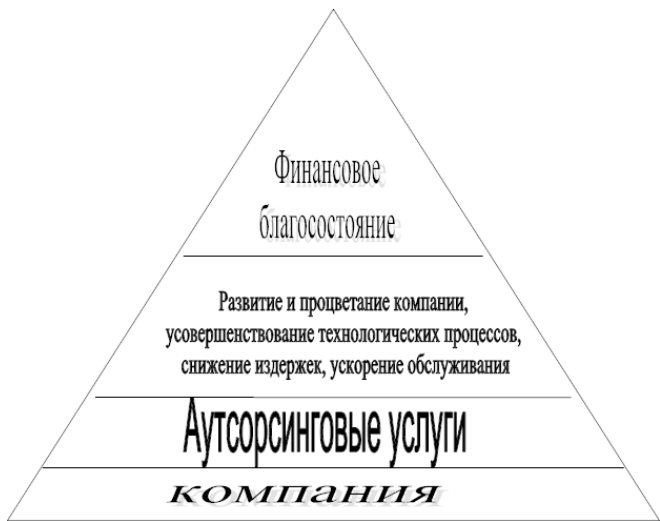 Финансовое
благосостояние
Развитие и процветание компании,
усовершенствование технологических процессов,
снижение издержек, ускорение обслуживания
Аутсорсинговые услуги
компания